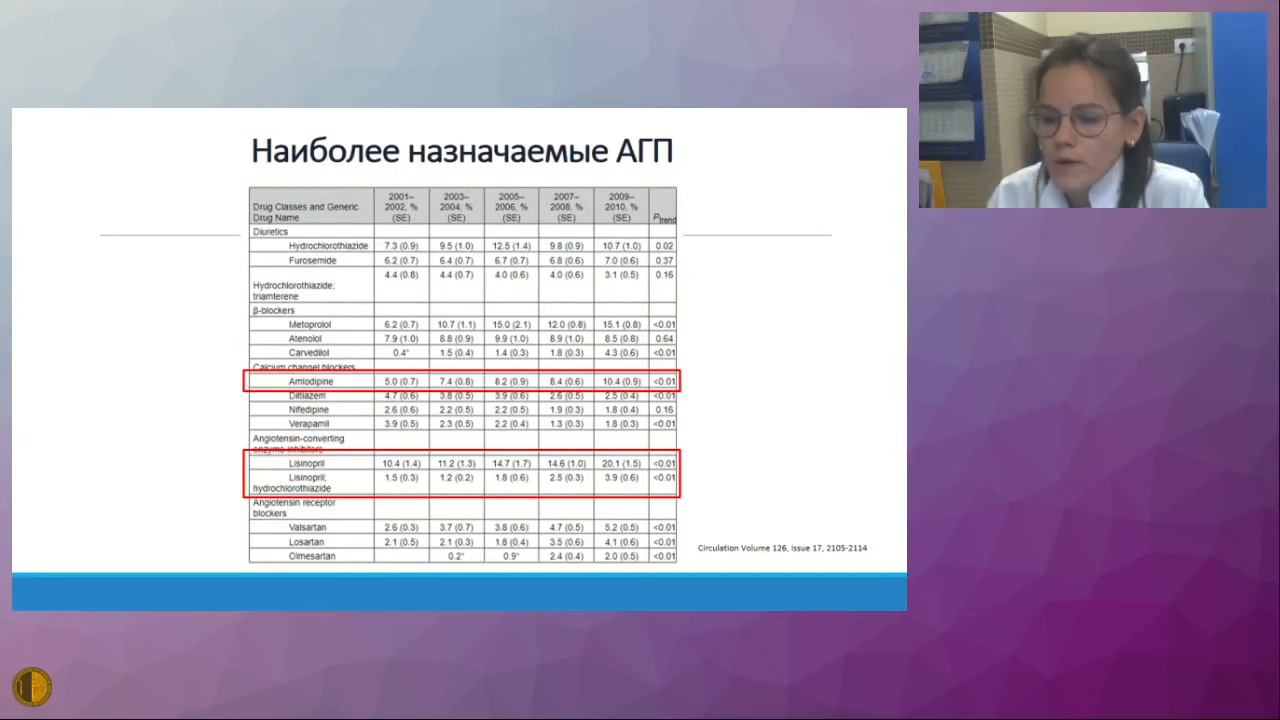 Наиболее назначаемые АГП
Drug Classes and Generic Drug Name 2001–2002, % (SE) 2003–2004, % (SE) 2005–2006, % (SE) 2007–2008, % (SE) 2009–2010, % (SE) Ptrend
Diuretics
Hydrochlorothiazide 7.3 (0.9) 9.5 (1.0) 12.5 (1.4) 9.8 (0.9) 10.7 (1.0) 0.02
Furosemide 6.2 (0.7) 6.4 (0.7) 6.7 (0.7) 6.8 (0.6) 7.0 (0.6) 0.37
Hydrochlorothiazide; triamterene 4.4 (0.8) 4.4 (0.7) 4.0 (0.6) 4.0 (0.6) 3.1 (0.5) 0.16
β-blockers
Metoprolol 6.2 (0.7) 10.7 (1.1) 15.0 (2.1) 12.0 (0.8) 15.1 (0.8) <0.01
Atenolol 7.9 (1.0) 8.8 (0.9) 9.9 (1.0) 8.9 (1.0) 8.5 (0.8) 0.64
Carvedilol 0.4* 1.5 (0.4) 1.4 (0.3) 1.8 (0.3) 4.3 (0.6) <0.01
Calcium channel blockers
Amlodipine 5.0 (0.7) 7.4 (0.8) 8.2 (0.9) 8.4 (0.6) 10.4 (0.9) <0.01
Diltiazem 4.7 (0.6) 3.8 (0.5) 3.9 (0.6) 2.6 (0.5) 2.5 (0.4) <0.01
Nifedipine 2.6 (0.6) 2.2 (0.5) 2.2 (0.5) 1.9 (0.3) 1.8 (0.4) 0.16
Verapamil 3.9 (0.5) 2.3 (0.5) 2.2 (0.4) 1.3 (0.3) 1.8 (0.3) <0.01
Angiotensin-converting enzyme inhibitors
Lisinopril 10.4 (1.4) 11.2 (1.3) 14.7 (1.7) 14.6 (1.0) 20.1 (1.5) <0.01
Lisinopril; hydrochlorothiazide 1.5 (0.3) 1.2 (0.2) 1.8 (0.6) 2.5 (0.3) 3.9 (0.6) <0.01
Angiotensin receptor blockers
Valsartan 2.6 (0.3) 3.7 (0.7) 3.8 (0.6) 4.7 (0.5) 5.2 (0.5) <0.01
Losartan 2.1 (0.5) 2.1 (0.3) 1.8 (0.4) 3.5 (0.6) 4.1 (0.6) <0.01
Olmesartan 0.2* 0.9* 2.4 (0.4) 2.0 (0.5) <0.01
Circulation Volume 126, Issue 17, 2105-2114